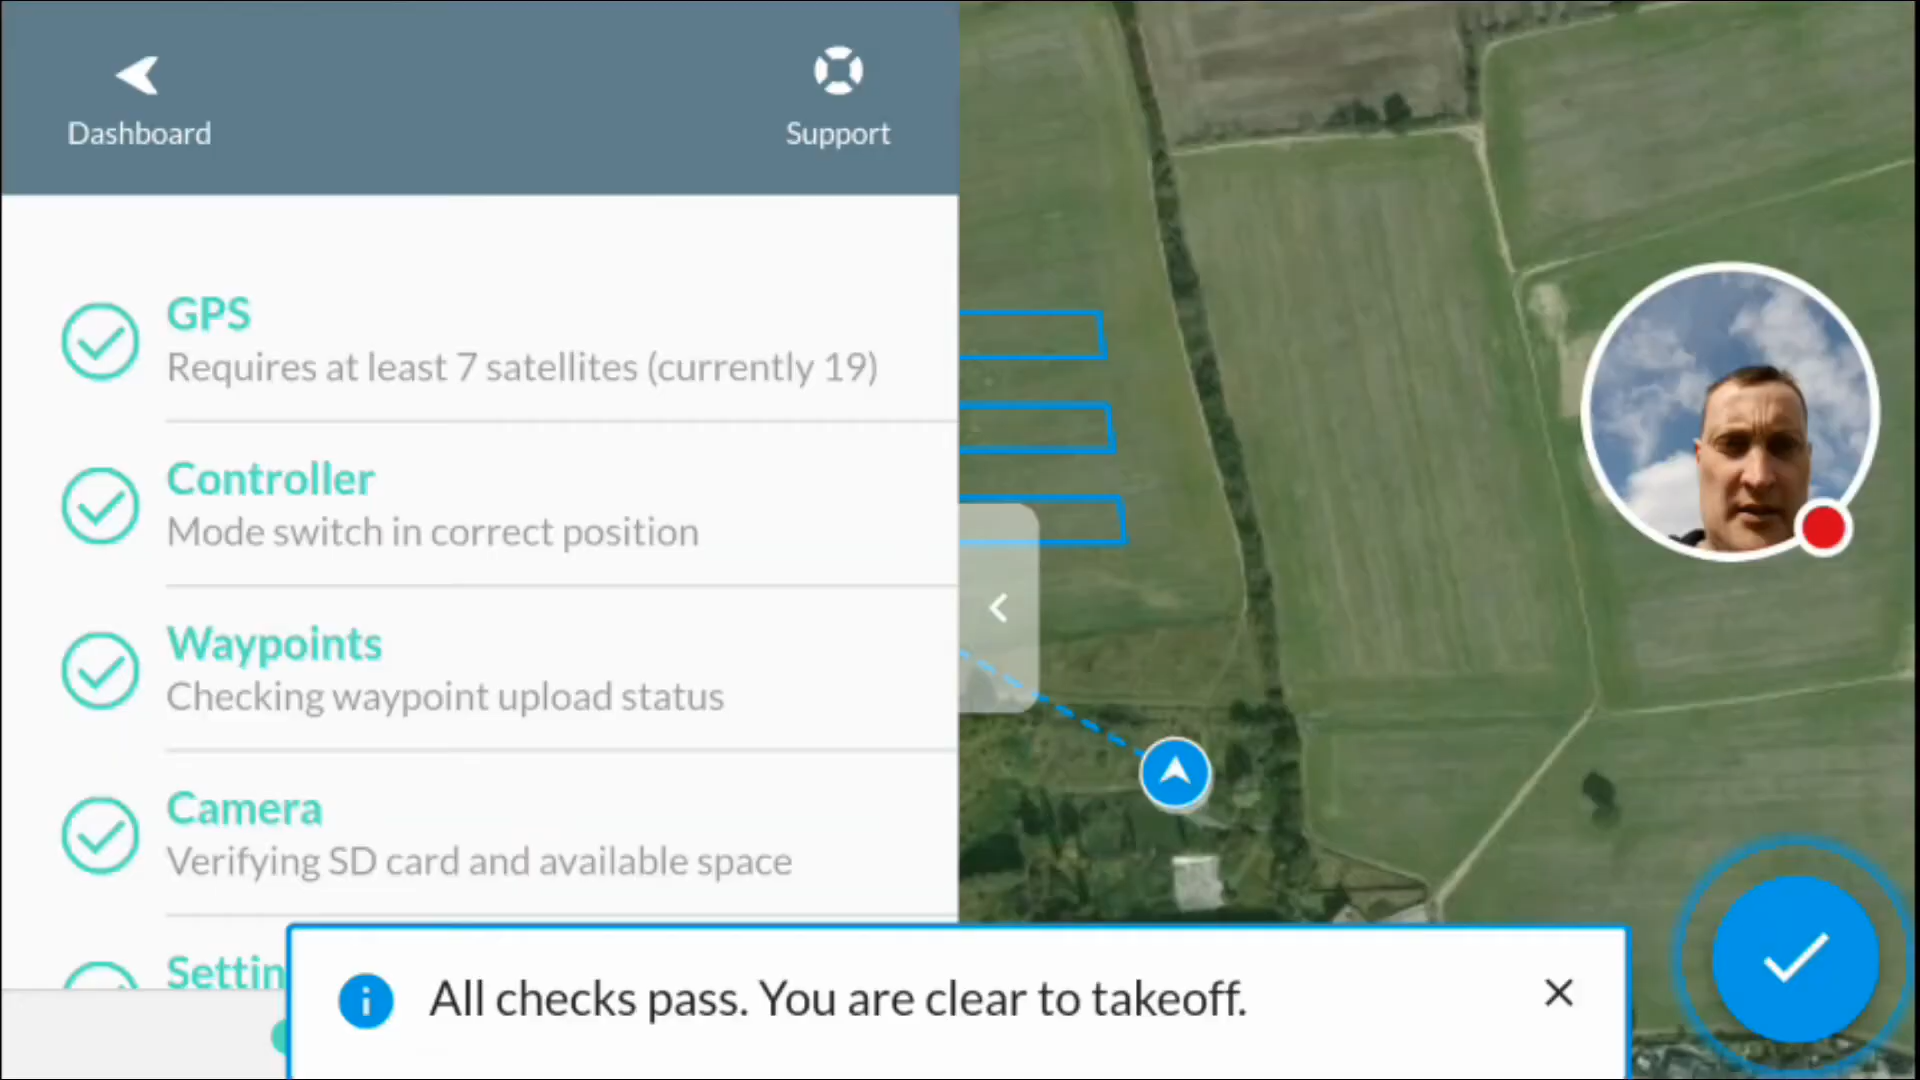 Dashboard
Support
GPS
Requires at least 7 satellites (currently 19)
Controller
Mode switch in correct position
Waypoints
Checking waypoint upload status
Camera
Verifying SD card and available space
Settin
All checks pass. You are clear to takeoff.